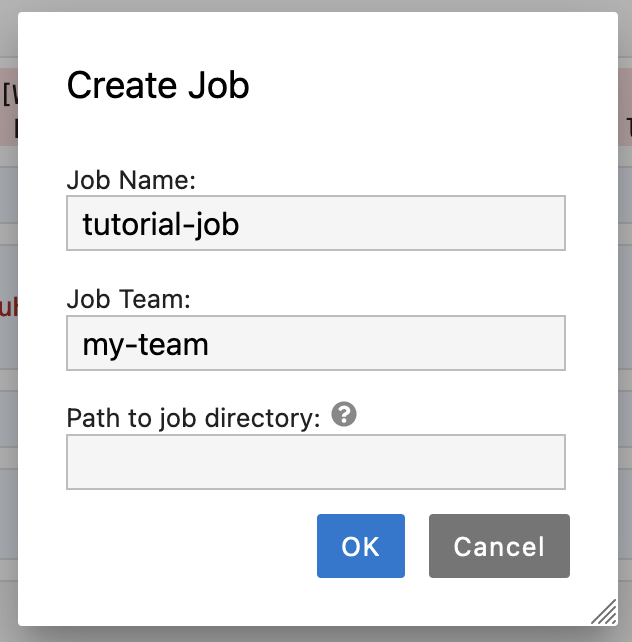 Create Job
Job Name:
tutorial-job
Job Team:
my-team
Path to job directory: ?
OK Cancel